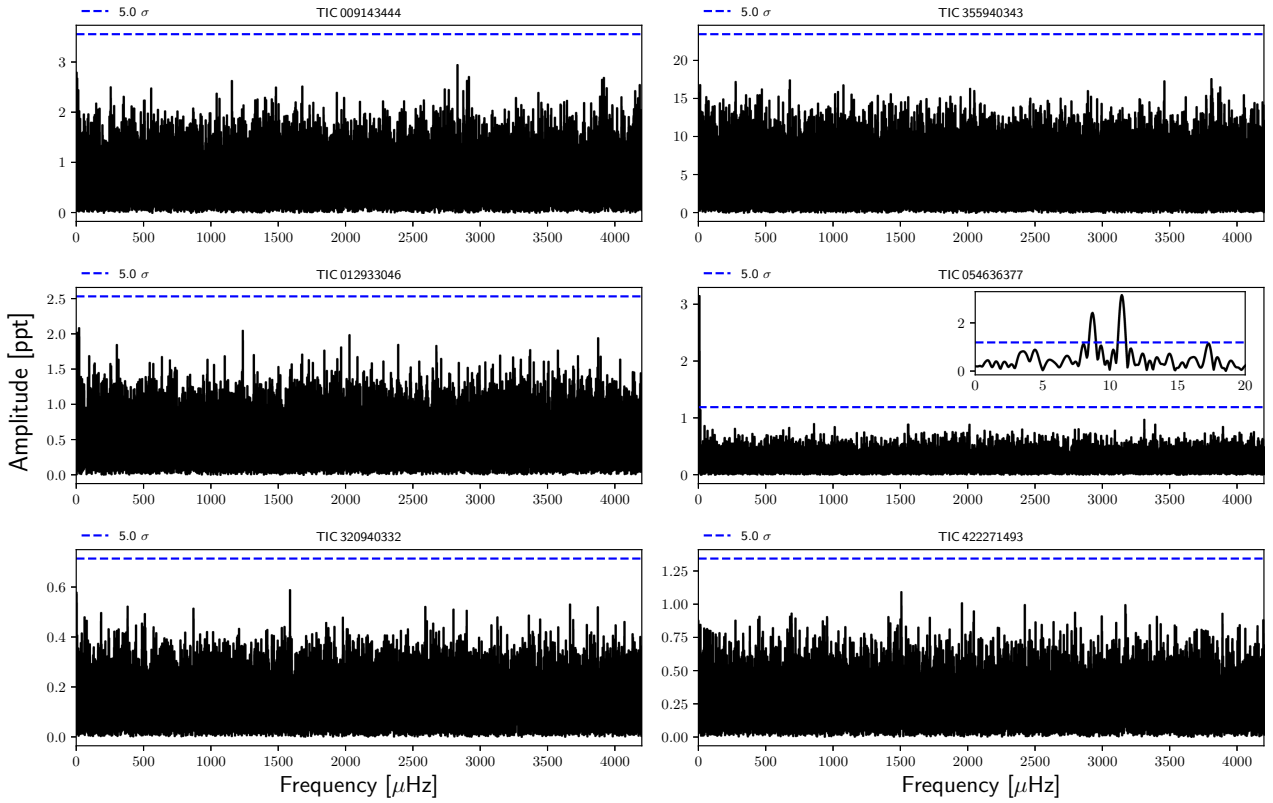 5.0 σ TIC 009143444
3
2
1
0
0 500 1000 1500 2000 2500 3000 3500 4000
5.0 σ TIC 355940343
20
15
10
5
0
0 500 1000 1500 2000 2500 3000 3500 4000
5.0 σ TIC 012933046
2.5
2.0
1.5
1.0
0.5
0.0
0 500 1000 1500 2000 2500 3000 3500 4000
Amplitude [ppt]
5.0 σ TIC 054636377
3
2
1
0
2
0
0 5 10 15 20
0 500 1000 1500 2000 2500 3000 3500 4000
5.0 σ TIC 320940332
0.6
0.4
0.2
0.0
0 500 1000 1500 2000 2500 3000 3500 4000
Frequency [μHz]
5.0 σ TIC 422271493
1.25
1.00
0.75
0.50
0.25
0.00
0 500 1000 1500 2000 2500 3000 3500 4000
Frequency [μHz]